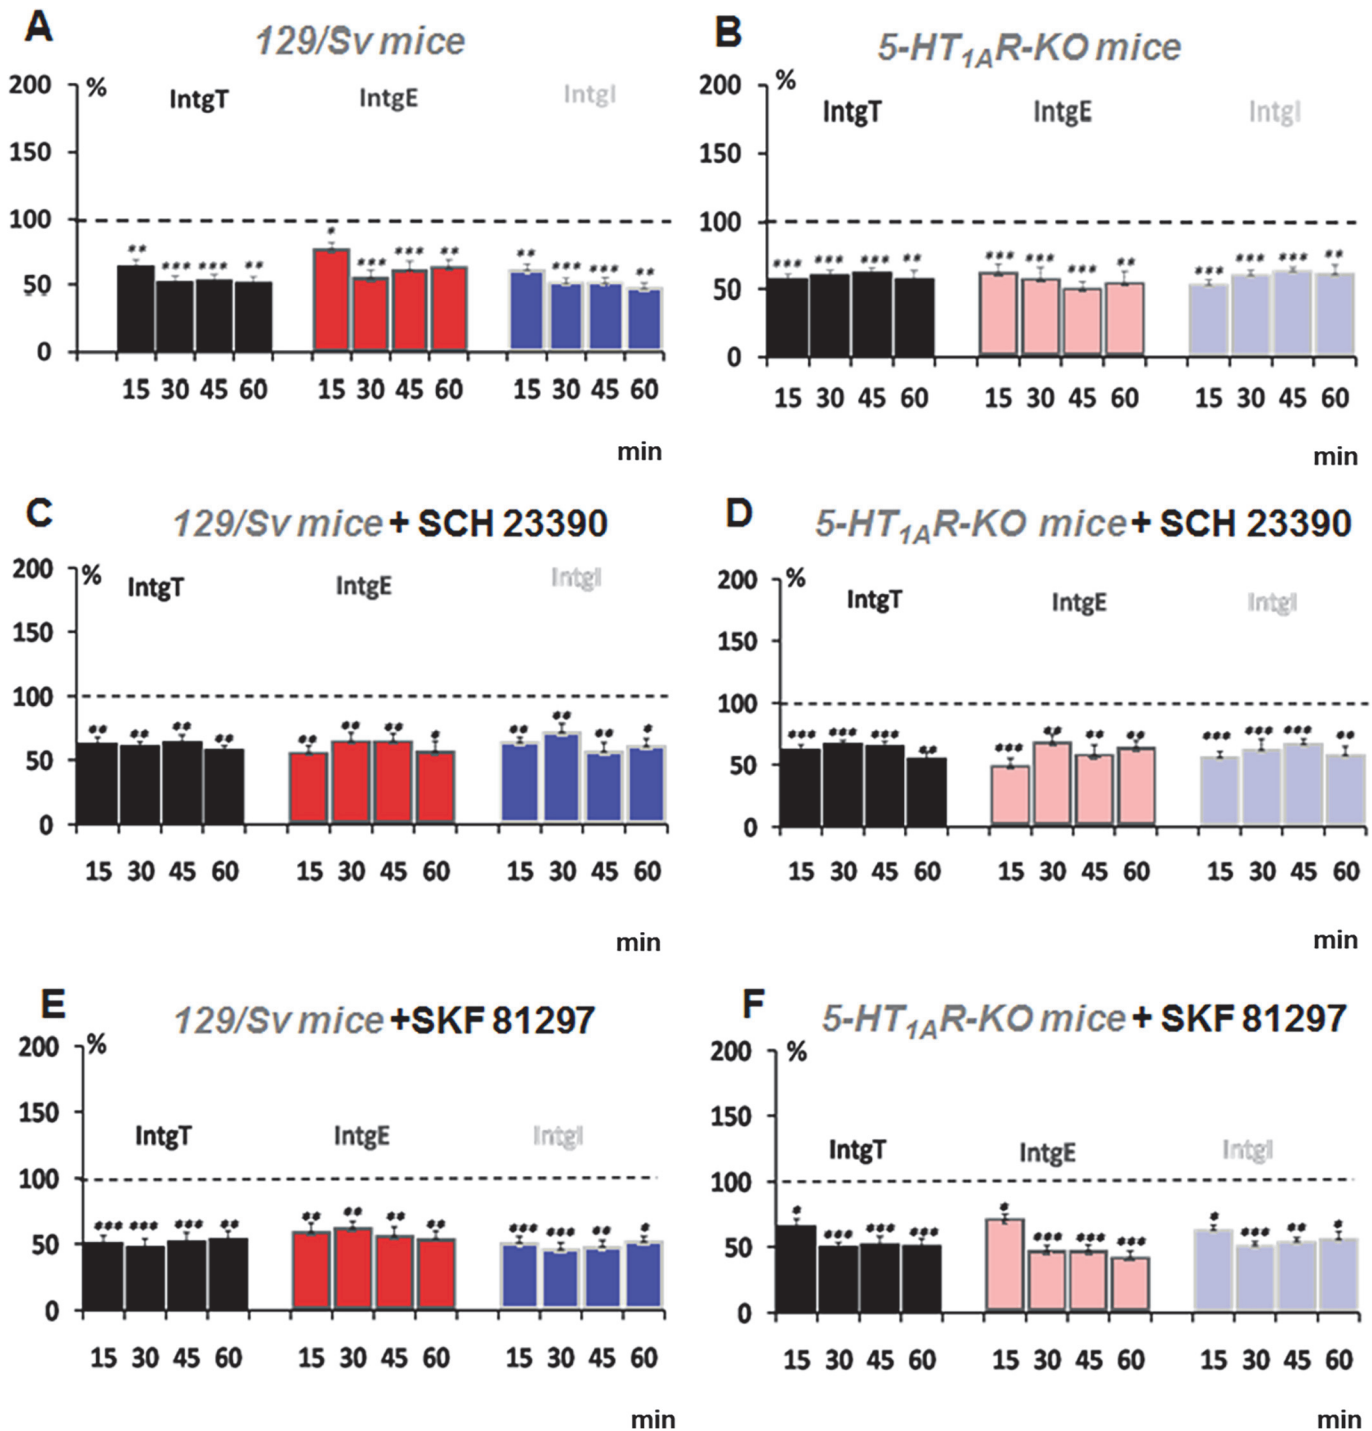 A
129/Sv mice
200 % IntgT IntgE IntgI
150
100
*
** *** *** ** *** *** ** ** *** *** **
50
0
15 30 45 60 15 30 45 60 15 30 45 60
min
B
5-HT1AR-KO mice
200 % IntgT IntgE IntgI
150
100
*** *** *** ** *** *** *** ** *** *** *** **
50
0
15 30 45 60 15 30 45 60 15 30 45 60
min
C
129/Sv mice + SCH 23390
200 % IntgT IntgE IntgI
150
100
** ** ** ** ** ** ** * ** ** ** *
50
0
15 30 45 60 15 30 45 60 15 30 45 60
min
D
5-HT1AR-KO mice + SCH 23390
200 % IntgT IntgE IntgI
150
100
*** *** *** ** *** ** ** ** *** *** *** **
50
0
15 30 45 60 15 30 45 60 15 30 45 60
min
E
129/Sv mice +SKF 81297
200 %
150
IntgT IntgE IntgI
100
*** *** *** ** ** ** ** ** *** *** ** *
50
0
15 30 45 60 15 30 45 60 15 30 45 60
min
F
5-HT1AR-KO mice + SKF 81297
200 %
150
IntgT IntgE IntgI
100
* *** *** *** * *** *** *** * *** ** *
50
0
15 30 45 60 15 30 45 60 15 30 45 60
min